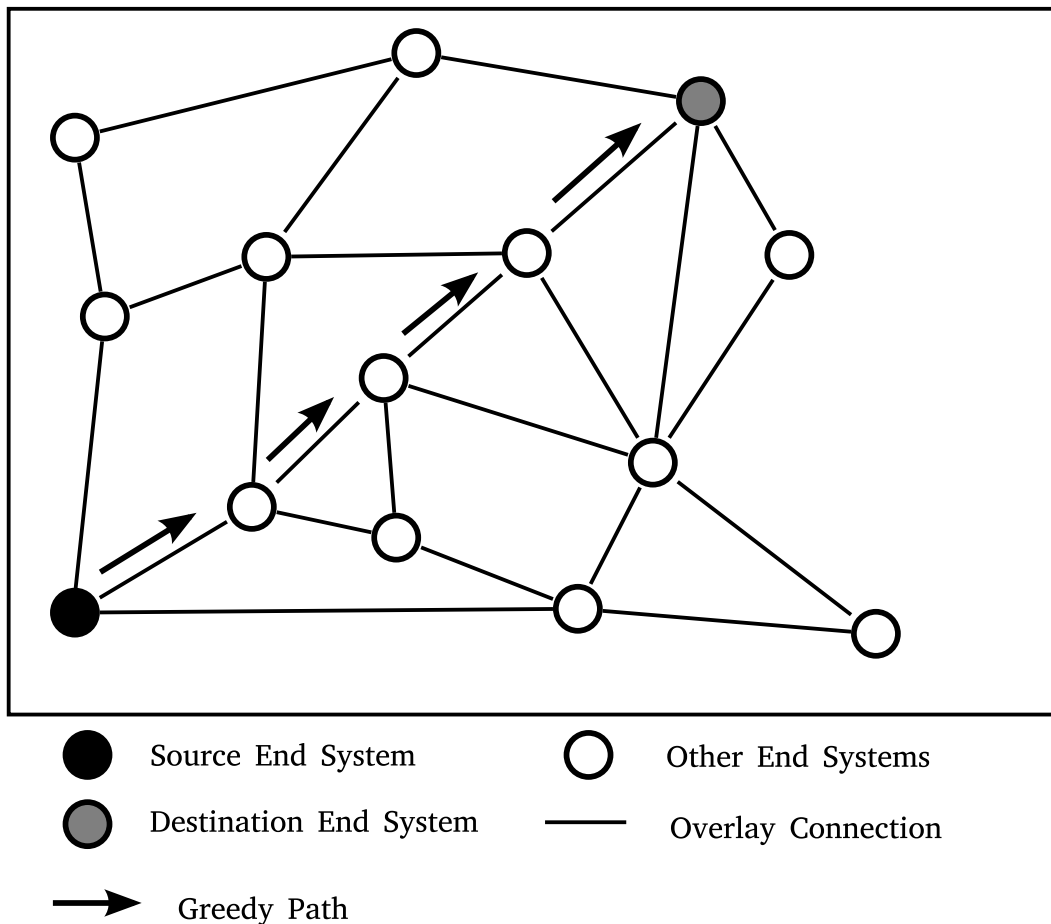 Source End System
Other End Systems
Destination End System
Overlay Connection
Greedy Path